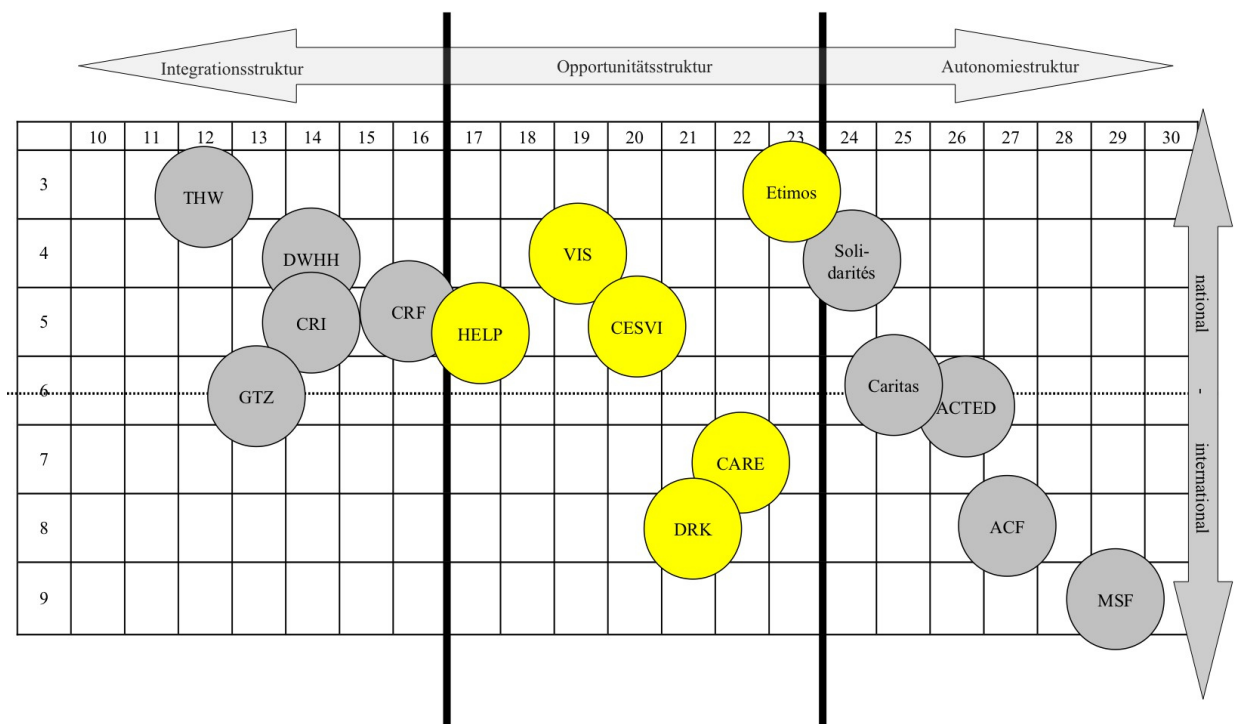 Integrationsstruktur Opportunitätsstruktur Autonomiestruktur
10 11 12 13 14 15 16 17 18 19 20 21 22 23 24 25 26 27 28 29 30
3
THW
Etimos
4
DWHH
VIS
Soli-
darités
5
CRI
CRF
HELP
CESVI
6
GTZ
Caritas
ACTED
7
CARE
8
DRK
ACF
9
MSF
national - international